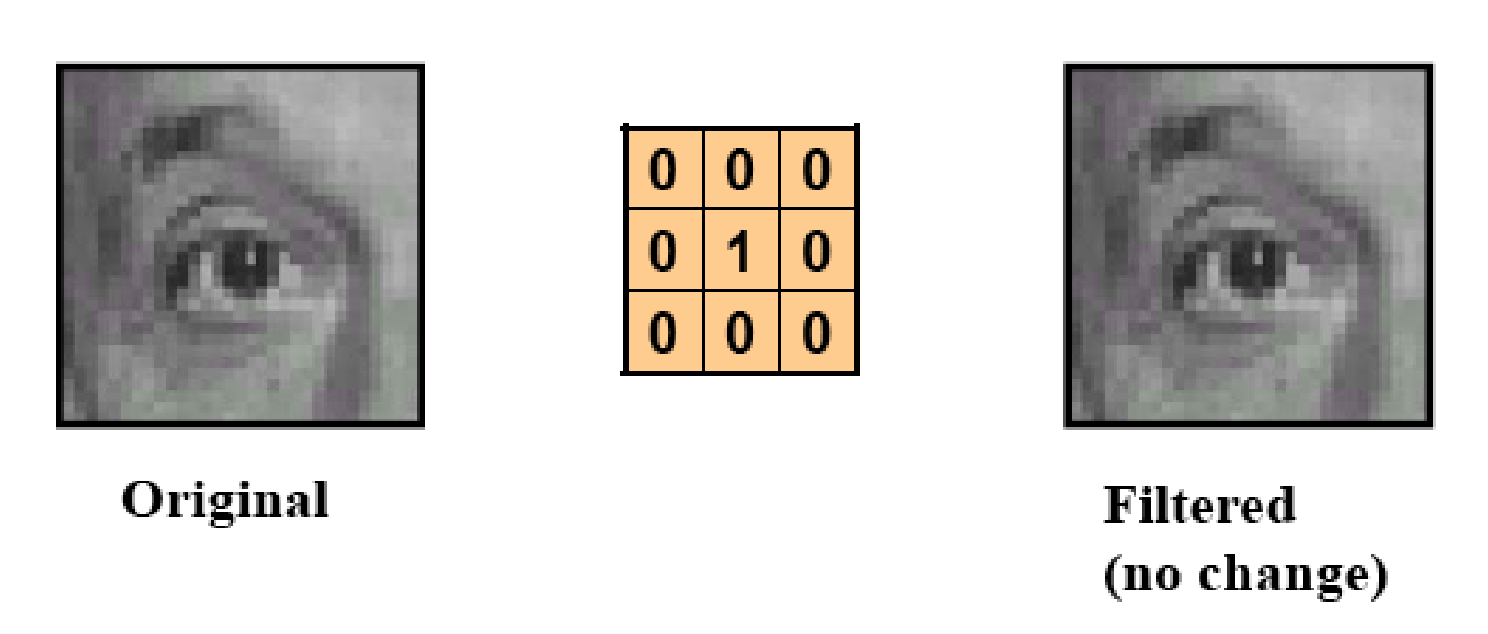 0 0 0
0 1 0
0 0 0
Original
Filtered
(no change)